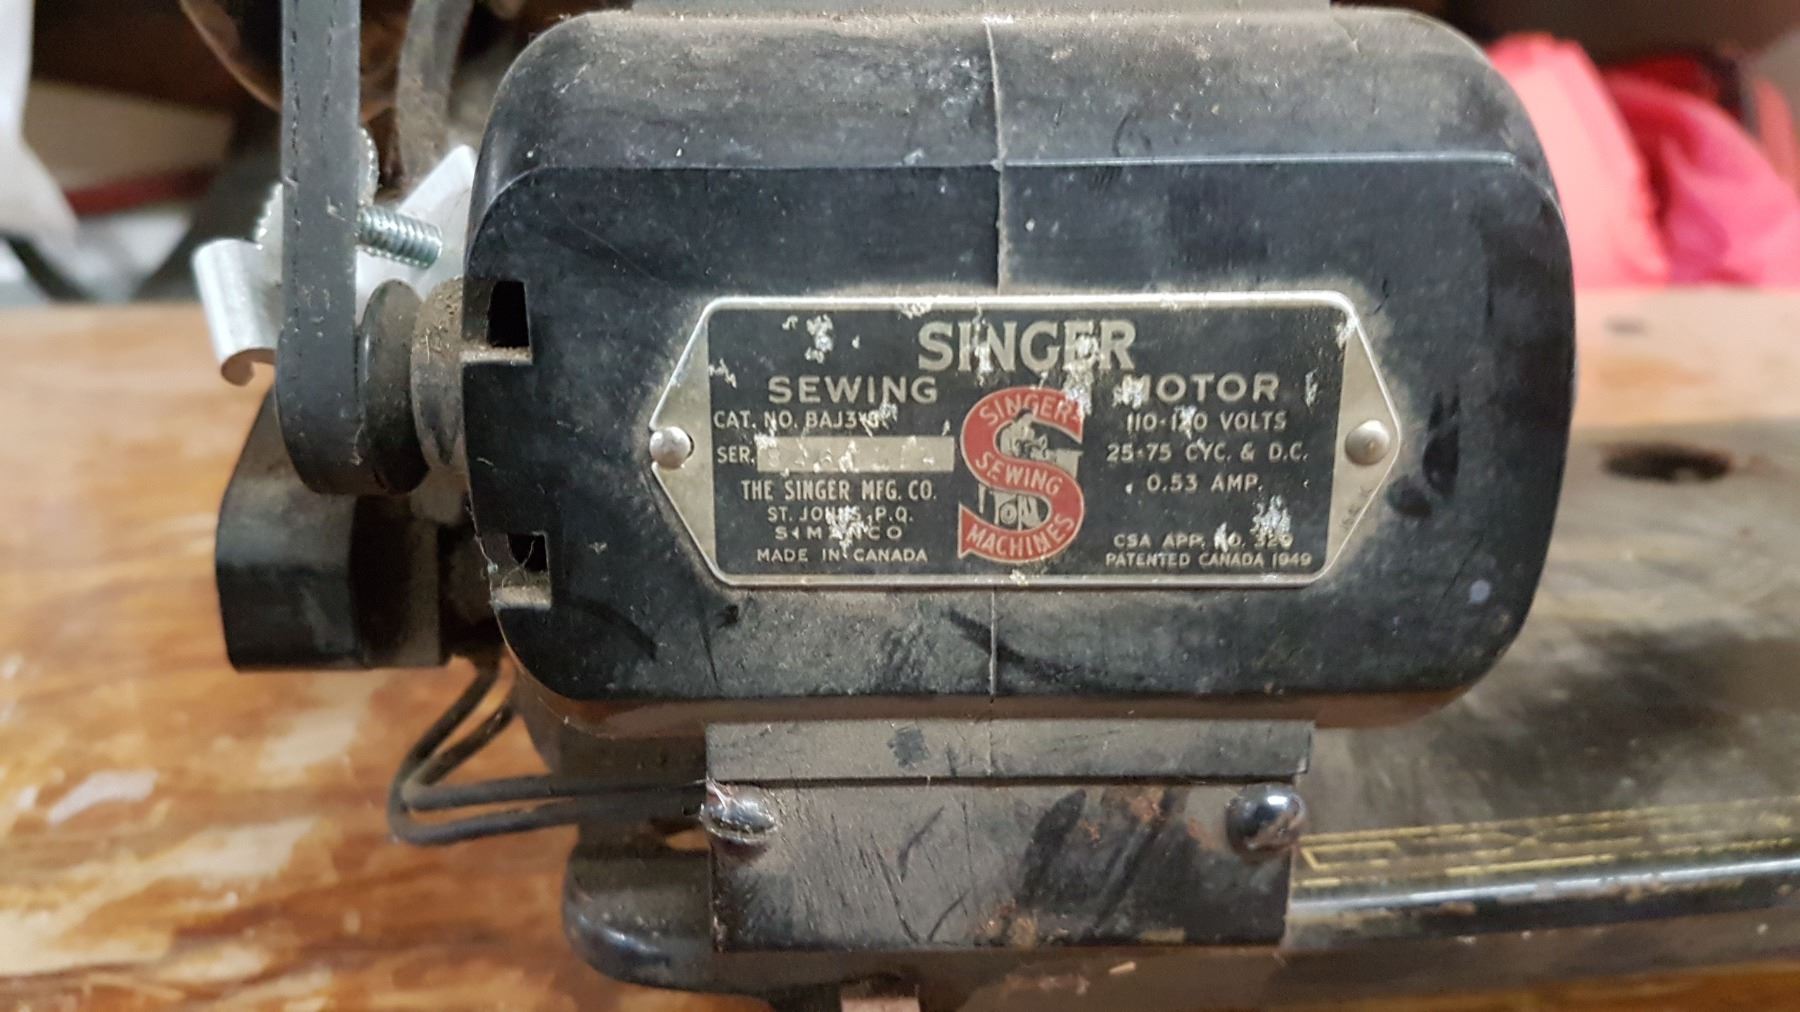 SINGER
SEWING MOTOR
CAT. NO.
SER.
THE SINGER MFG. CO.
ST. JOHNS, P.Q.
SIMANCO
MADE IN CANADA
SINGER
SEWING
MACHINES
110-120 VOLTS
25-75 CYC. & D.C.
0.53 AMP.
CSA APP. NO.
PATENTED CANADA 1949